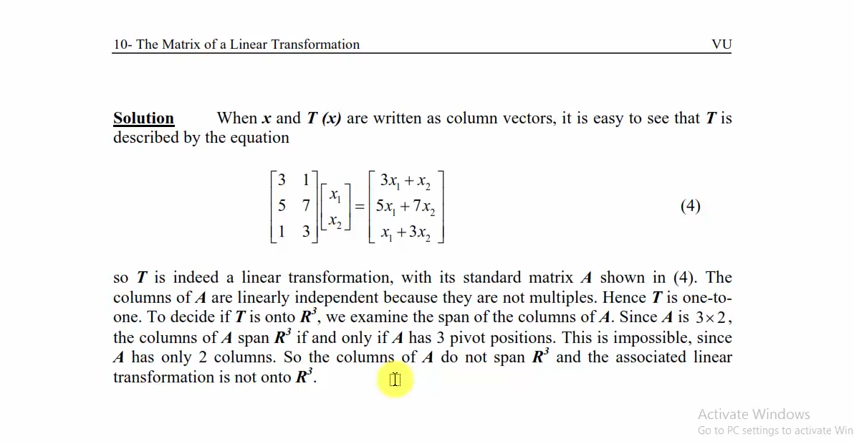 10- The Matrix of a Linear Transformation VU
Solution When x and T (x) are written as column vectors, it is easy to see that T is
described by the equation
[3 1; 5 7; 1 3] [x₁; x₂] = [3x₁ + x₂; 5x₁ + 7x₂; x₁ + 3x₂] (4)
so T is indeed a linear transformation, with its standard matrix A shown in (4). The
columns of A are linearly independent because they are not multiples. Hence T is one-to-
one. To decide if T is onto R³, we examine the span of the columns of A. Since A is 3×2,
the columns of A span R³ if and only if A has 3 pivot positions. This is impossible, since
A has only 2 columns. So the columns of A do not span R³ and the associated linear
transformation is not onto R³.
Activate Windows
Go to PC settings to activate Win